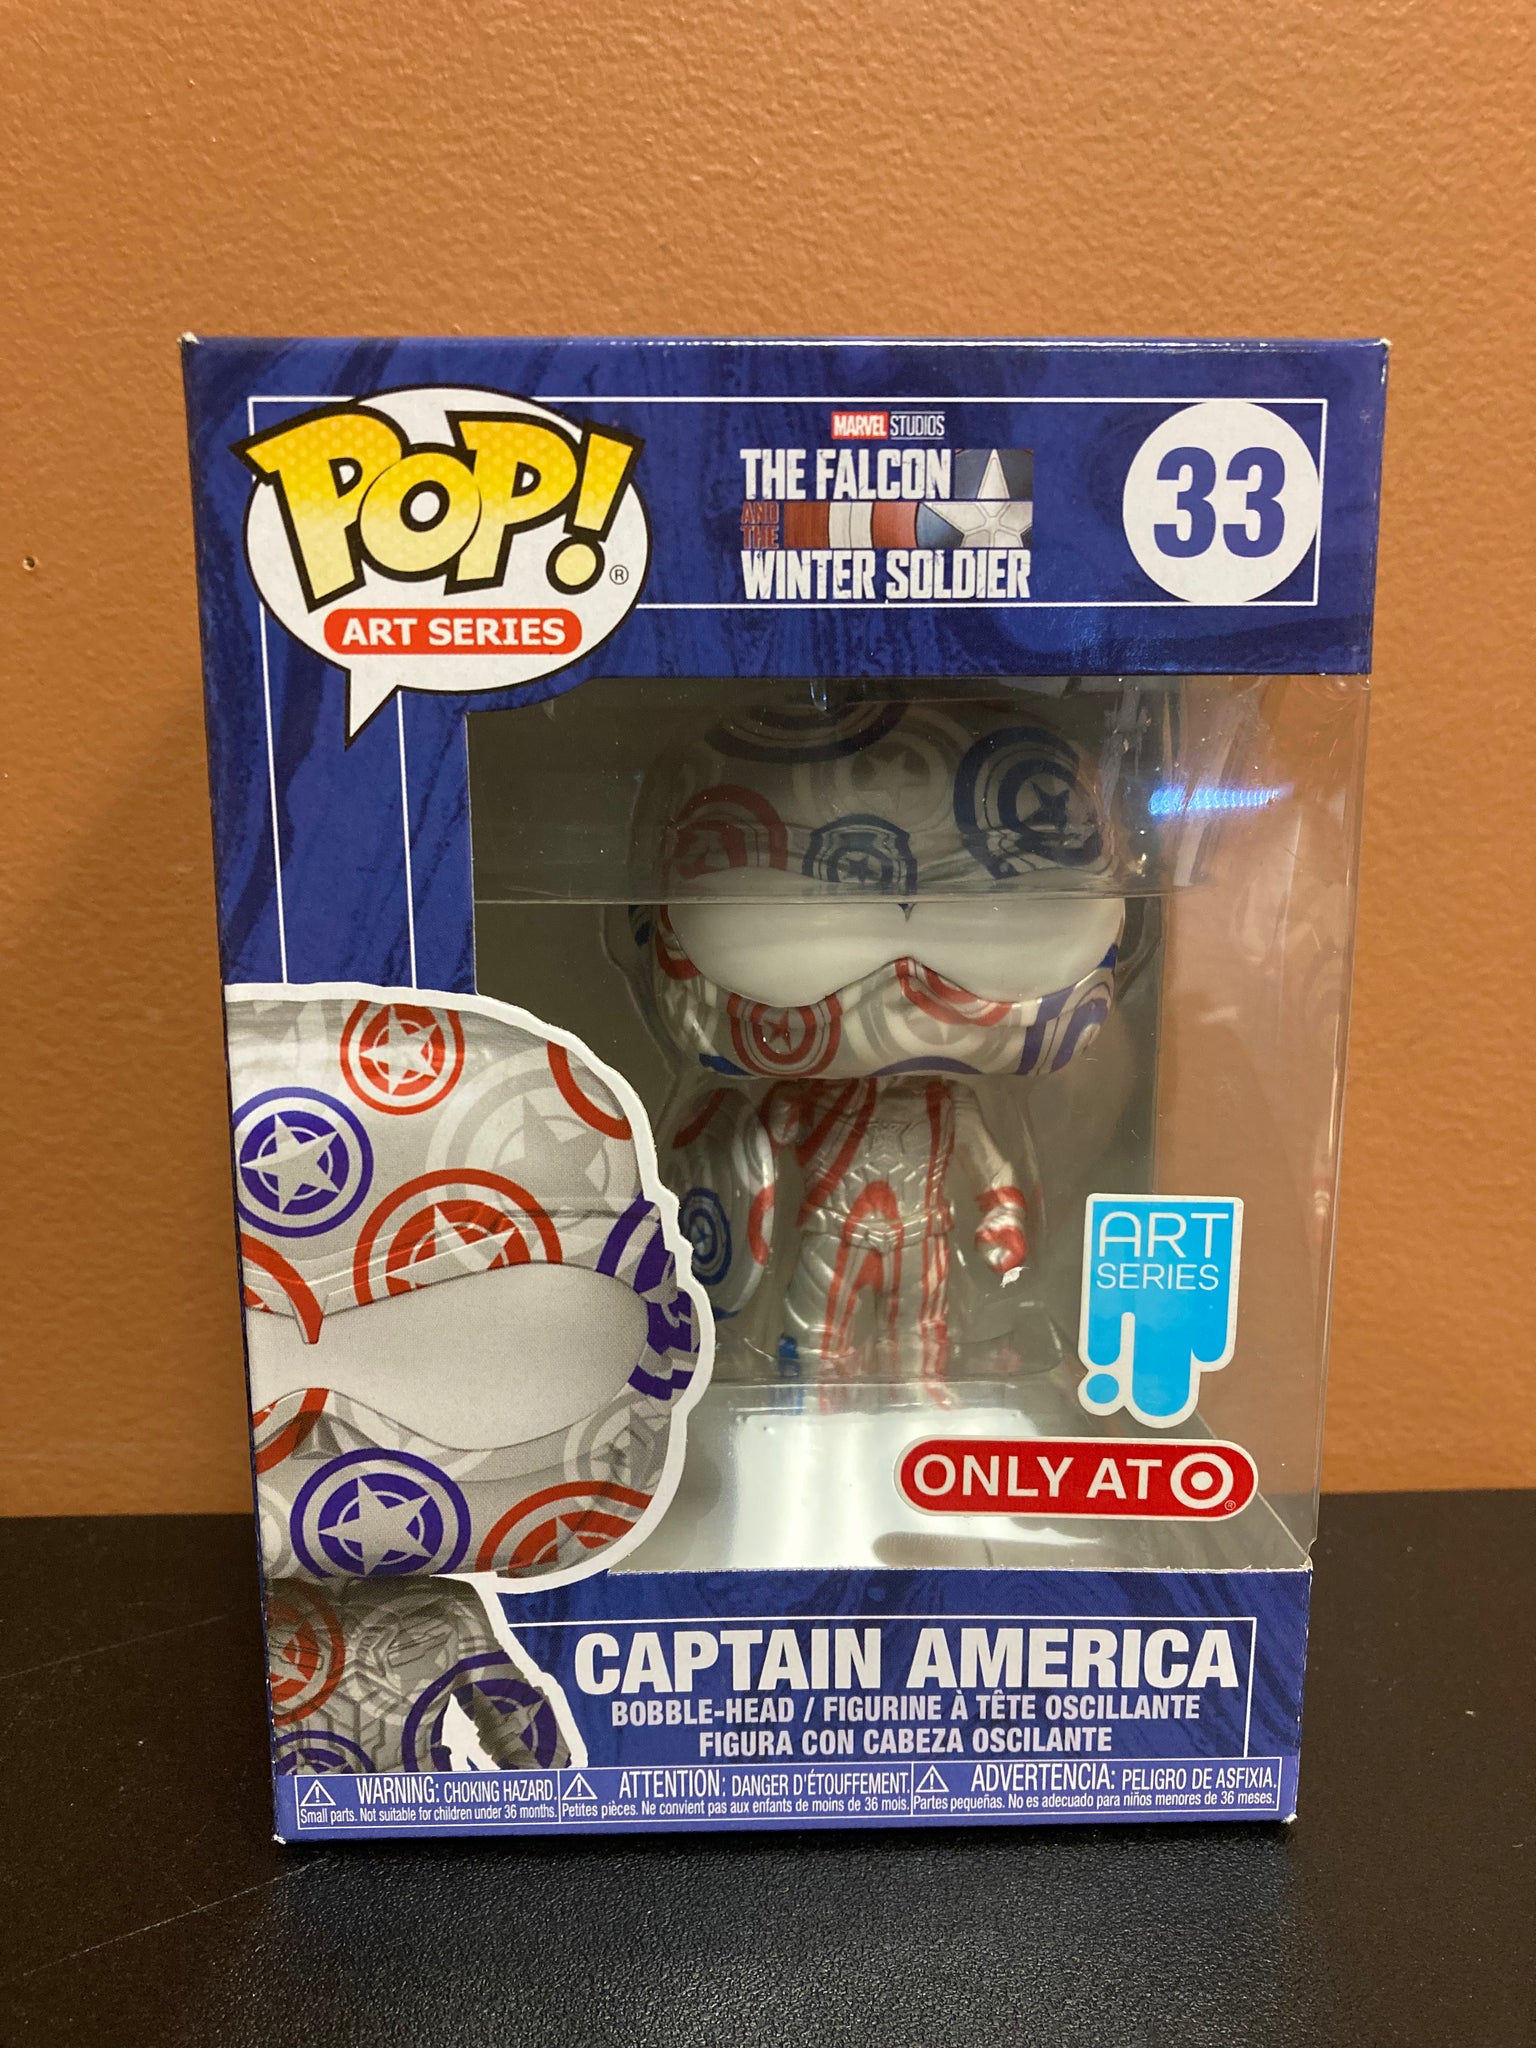 POP!®
ART SERIES
MARVEL STUDIOS
THE FALCON
AND THE
WINTER SOLDIER
33
ART
SERIES
ONLY AT
CAPTAIN AMERICA
BOBBLE-HEAD / FIGURINE À TÊTE OSCILLANTE
FIGURA CON CABEZA OSCILANTE
WARNING: CHOKING HAZARD.
Small parts. Not suitable for children under 36 months.
ATTENTION: DANGER D'ÉTOUFFEMENT.
Petites pièces. Ne convient pas aux enfants de moins de 36 mois.
ADVERTENCIA: PELIGRO DE ASFIXIA.
Partes pequeñas. No es adecuado para niños menores de 36 meses.